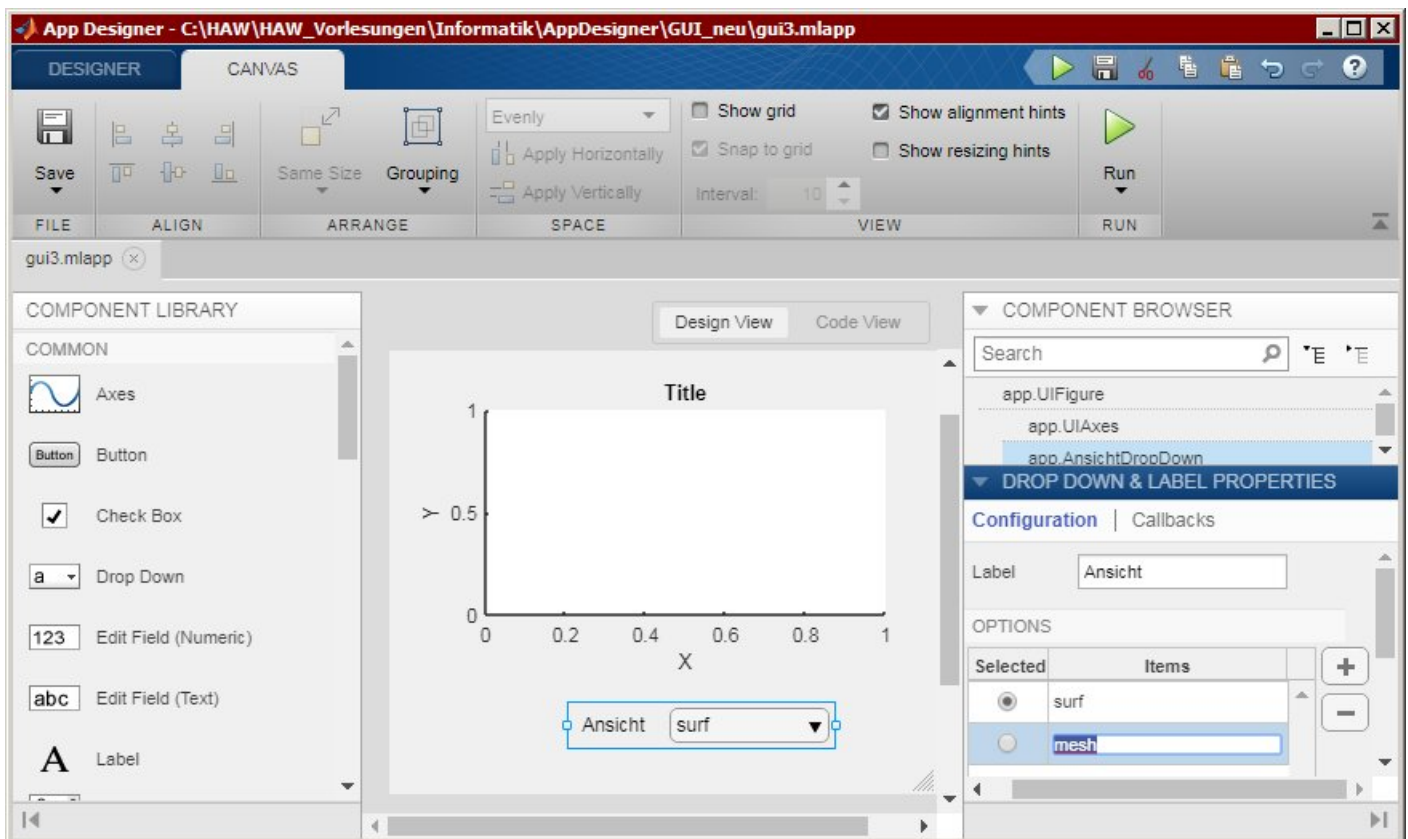 App Designer - C:\HAW\HAW_Vorlesungen\Informatik\AppDesigner\GUI_neu\gui3.mlapp
DESIGNER CANVAS
Save
Same Size
Grouping
Evenly
Apply Horizontally
Apply Vertically
Show grid
Snap to grid
Interval: 10
Show alignment hints
Show resizing hints
Run
FILE ALIGN ARRANGE SPACE VIEW RUN
gui3.mlapp
COMPONENT LIBRARY
COMMON
Axes
Button Button
Check Box
a Drop Down
123 Edit Field (Numeric)
abc Edit Field (Text)
A Label
Design View Code View
Title
1
0.5
0
Y
0 0.2 0.4 0.6 0.8 1
X
Ansicht surf
COMPONENT BROWSER
Search
app.UIFigure
app.UIAxes
app.AnsichtDropDown
DROP DOWN & LABEL PROPERTIES
Configuration | Callbacks
Label Ansicht
OPTIONS
Selected Items
surf
mesh